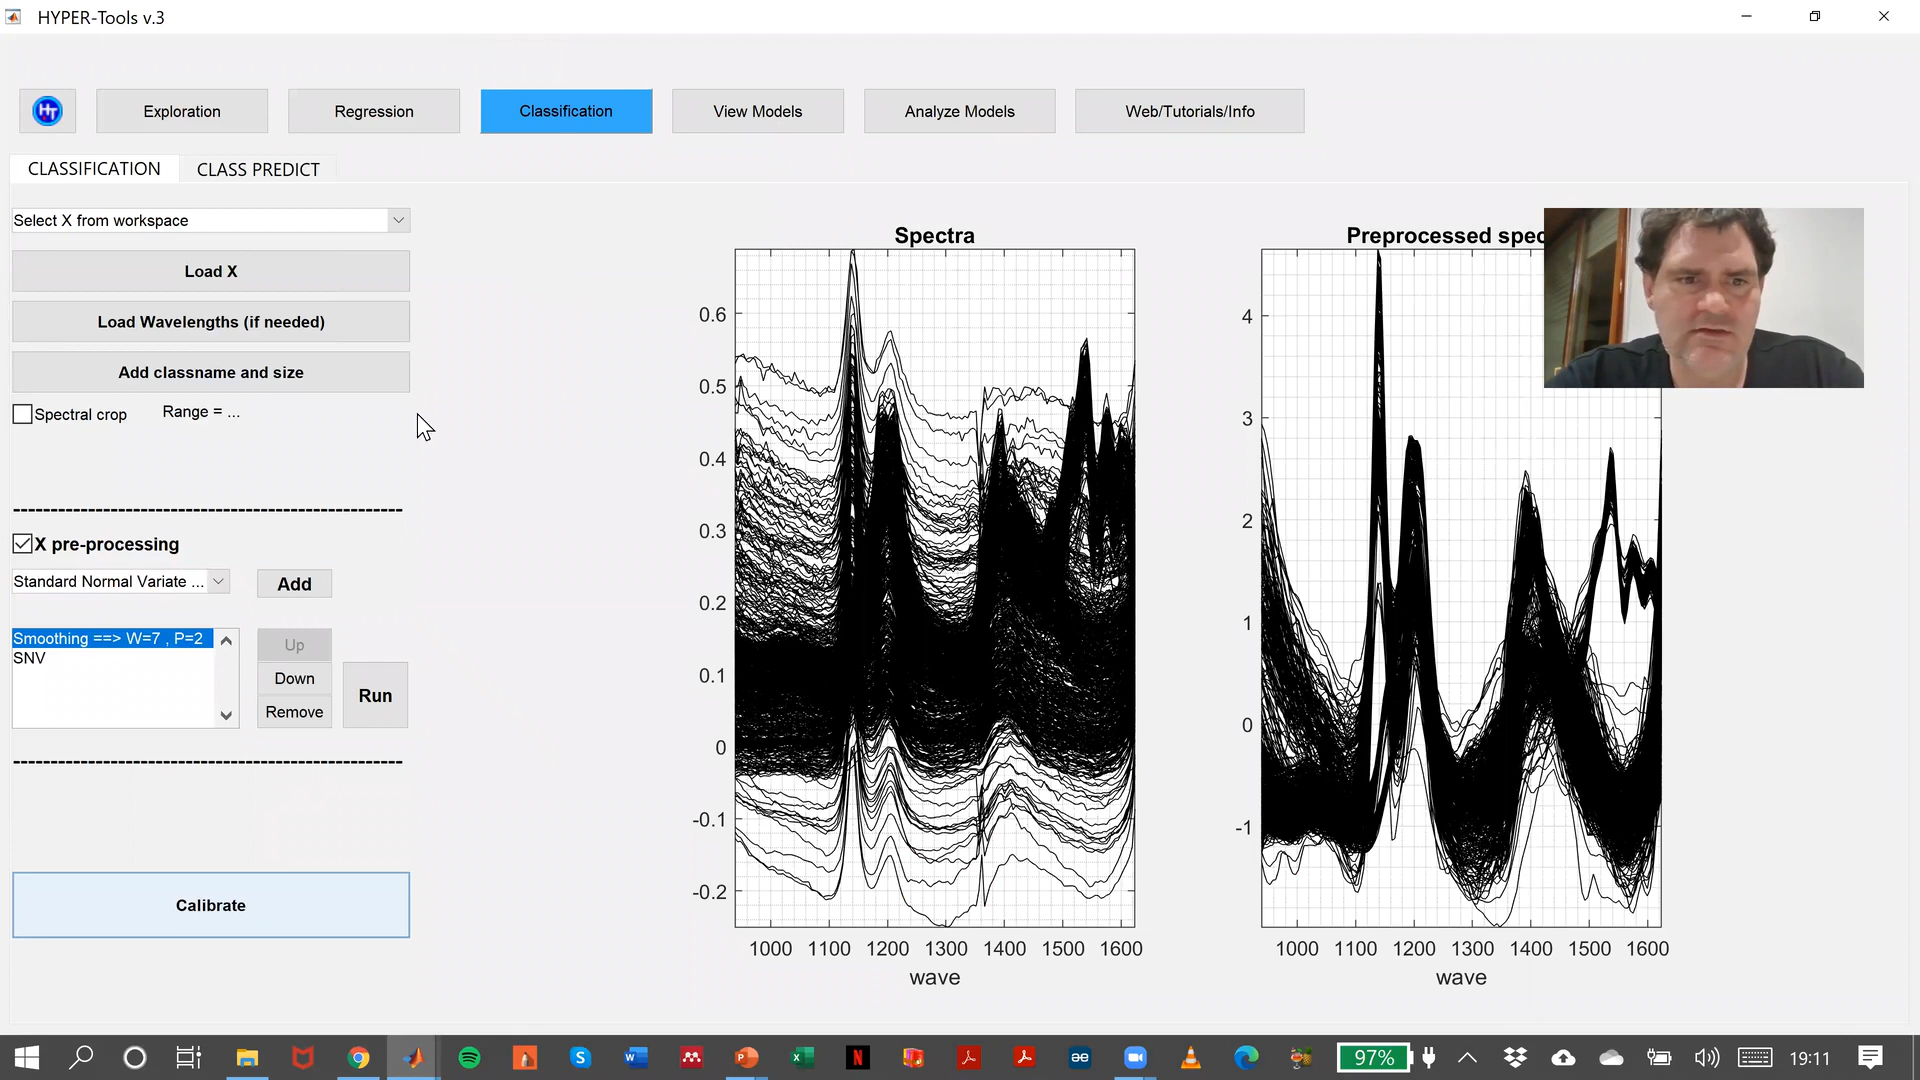 HYPER-Tools v.3
HT
Exploration
Regression
Classification
View Models
Analyze Models
Web/Tutorials/Info
CLASSIFICATION
CLASS PREDICT
Select X from workspace
Load X
Load Wavelengths (if needed)
Add classname and size
Spectral crop
Range = ...
X pre-processing
Standard Normal Variate ...
Add
Smoothing ==> W=7 , P=2
SNV
Up
Down
Remove
Run
Calibrate
Spectra
0.6
0.5
0.4
0.3
0.2
0.1
0
-0.1
-0.2
1000 1100 1200 1300 1400 1500 1600
wave
Preprocessed spec
4
3
2
1
0
-1
1000 1100 1200 1300 1400 1500 1600
wave
97%
19:11